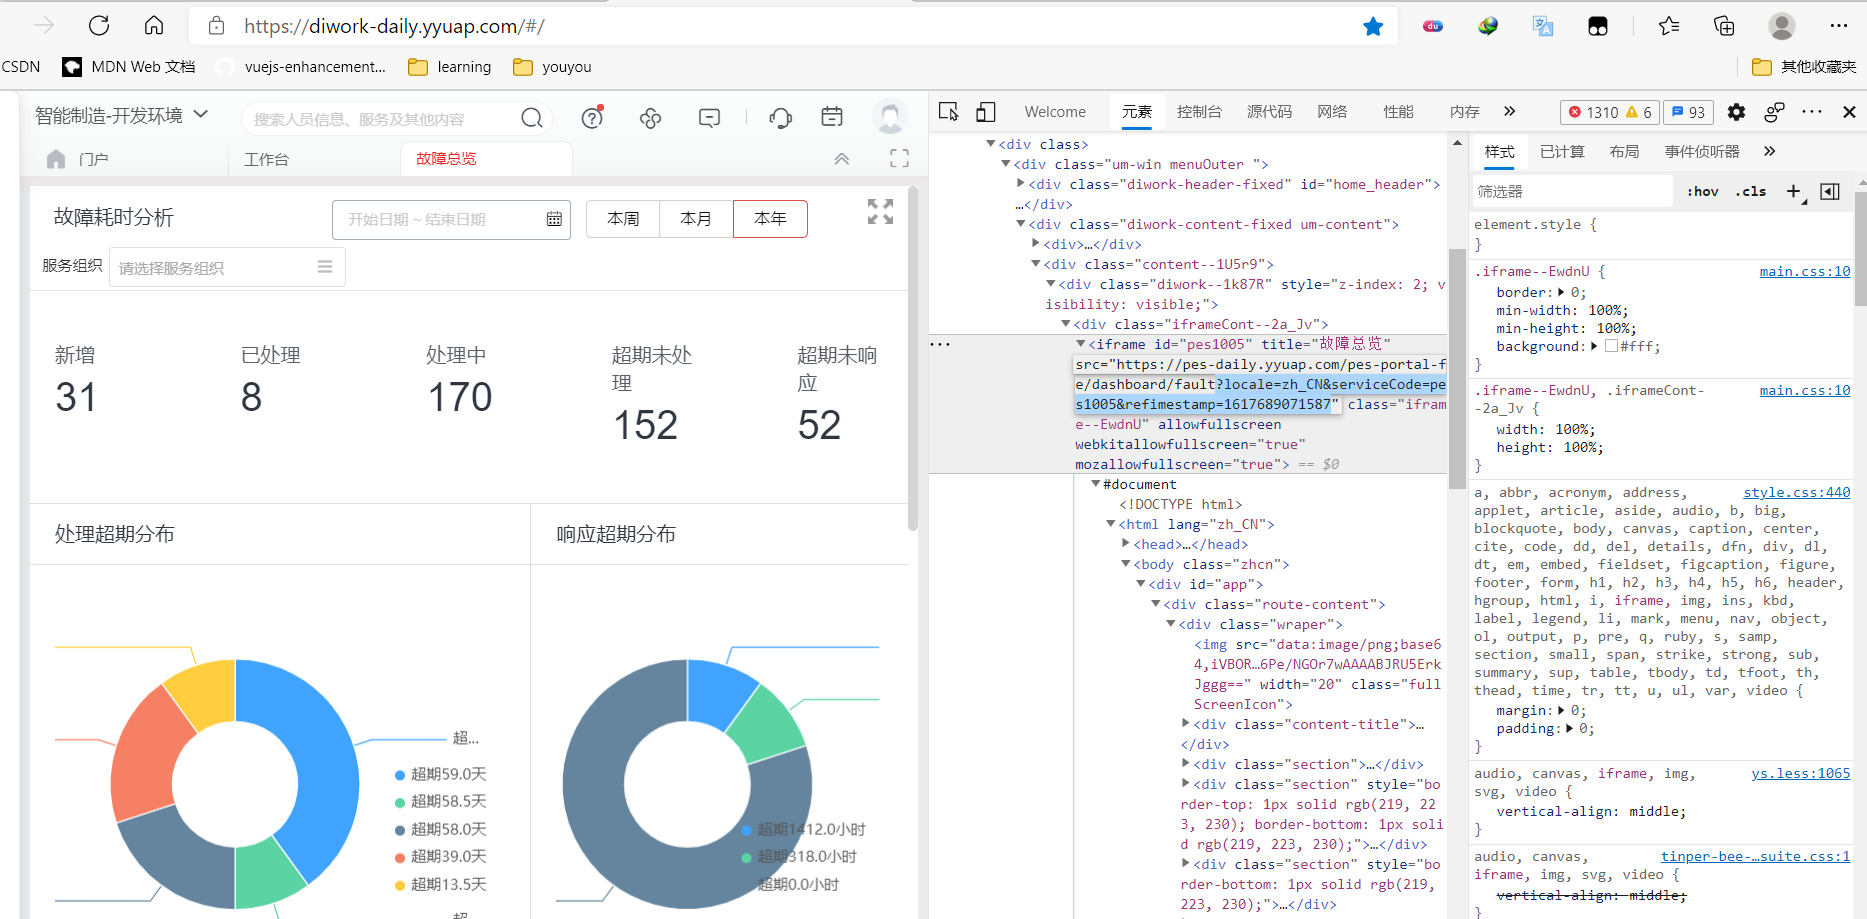 https://diwork-daily.yyuap.com/#/
CSDN
MDN Web 文档
vuejs-enhancement...
learning
youyou
其他收藏夹
智能制造-开发环境
搜索人员信息、服务及其他内容
门户
工作台
故障总览
故障耗时分析
开始日期 ~ 结束日期
本周
本月
本年
服务组织
请选择服务组织
新增
31
已处理
8
处理中
170
超期未处
理
152
超期未响
应
52
处理超期分布
响应超期分布
超...
超期59.0天
超期58.5天
超期58.0天
超期39.0天
超期13.5天
超
超期1412.0小时
超期318.0小时
超期0.0小时
Welcome
元素
控制台
源代码
网络
性能
内存
1310
6
93
<div class>
<div class="um-win menuOuter ">
<div class="diwork-header-fixed" id="home_header">
…</div>
<div class="diwork-content-fixed um-content">
<div>…</div>
<div class="content--1U5r9">
<div class="diwork--1k87R" style="z-index: 2; v
isibility: visible;">
<div class="iframeCont--2a_Jv">
<iframe id="pes1005" title="故障总览"
src="https://pes-daily.yyuap.com/pes-portal-f
e/dashboard/fault?locale=zh_CN&serviceCode=pe
s1005&refimestamp=1617689071587" class="ifram
e--EwdnU" allowfullscreen
webkitallowfullscreen="true"
mozallowfullscreen="true"> == $0
#document
<!DOCTYPE html>
<html lang="zh_CN">
<head>…</head>
<body class="zhcn">
<div id="app">
<div class="route-content">
<div class="wraper">
<img src="data:image/png;base6
4,iVBOR…6Pe/NGOr7wAAAABJRU5Erk
Jggg==" width="20" class="full
ScreenIcon">
<div class="content-title">…
</div>
<div class="section">…</div>
<div class="section" style="bo
rder-top: 1px solid rgb(219, 22
3, 230); border-bottom: 1px soli
d rgb(219, 223, 230);">…</div>
<div class="section" style="bo
rder-bottom: 1px solid rgb(219,
223, 230);">…</div>
样式
已计算
布局
事件侦听器
筛选器
:hov
.cls
element.style {
}
.iframe--EwdnU {
main.css:10
border: 0;
min-width: 100%;
min-height: 100%;
background: #fff;
}
.iframe--EwdnU, .iframeCont-
main.css:10
-2a_Jv {
width: 100%;
height: 100%;
}
a, abbr, acronym, address,
style.css:440
applet, article, aside, audio, b, big,
blockquote, body, canvas, caption, center,
cite, code, dd, del, details, dfn, div, dl,
dt, em, embed, fieldset, figcaption, figure,
footer, form, h1, h2, h3, h4, h5, h6, header,
hgroup, html, i, iframe, img, ins, kbd,
label, legend, li, mark, menu, nav, object,
ol, output, p, pre, q, ruby, s, samp,
section, small, span, strike, strong, sub,
summary, sup, table, tbody, td, tfoot, th,
thead, time, tr, tt, u, ul, var, video {
margin: 0;
padding: 0;
}
audio, canvas, iframe, img,
ys.less:1065
svg, video {
vertical-align: middle;
}
audio, canvas,
tinper-bee-…suite.css:1
iframe, img, svg, video {
vertical-align: middle;
}